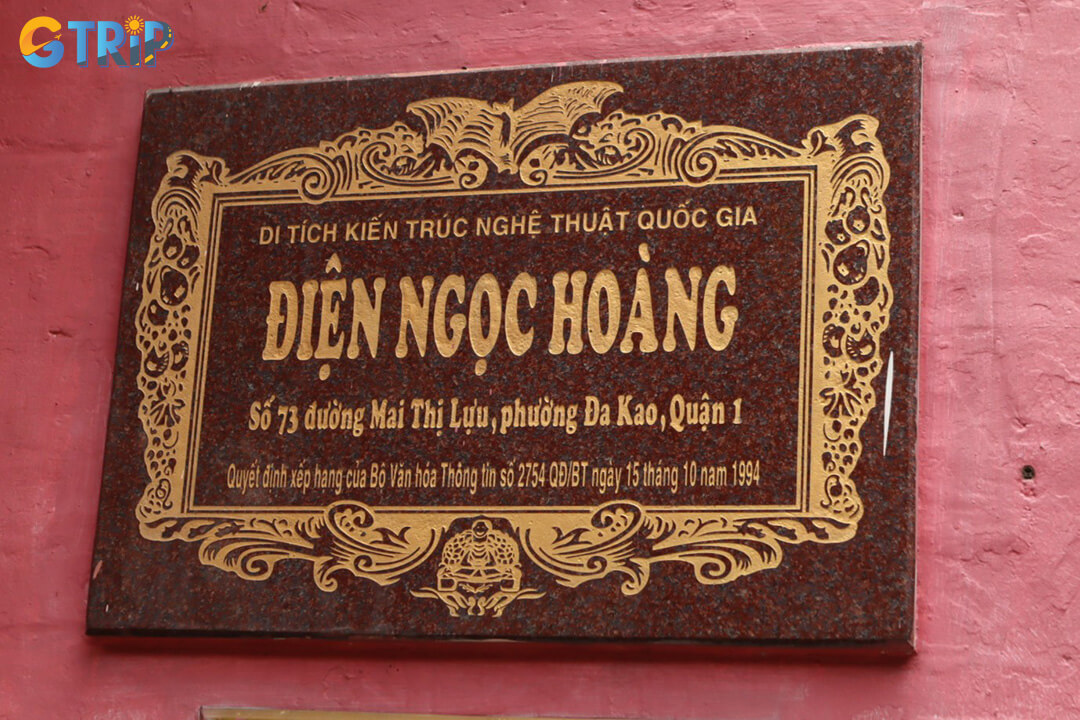 GTRIP
DI TÍCH KIẾN TRÚC NGHỆ THUẬT QUỐC GIA
ĐIỆN NGỌC HOÀNG
Số 73 đường Mai Thị Lựu, phường Đa Kao, Quận 1
Quyết định xếp hạng của Bộ Văn hóa Thông tin số 2754 QĐ/BT ngày 15 tháng 10 năm 1994